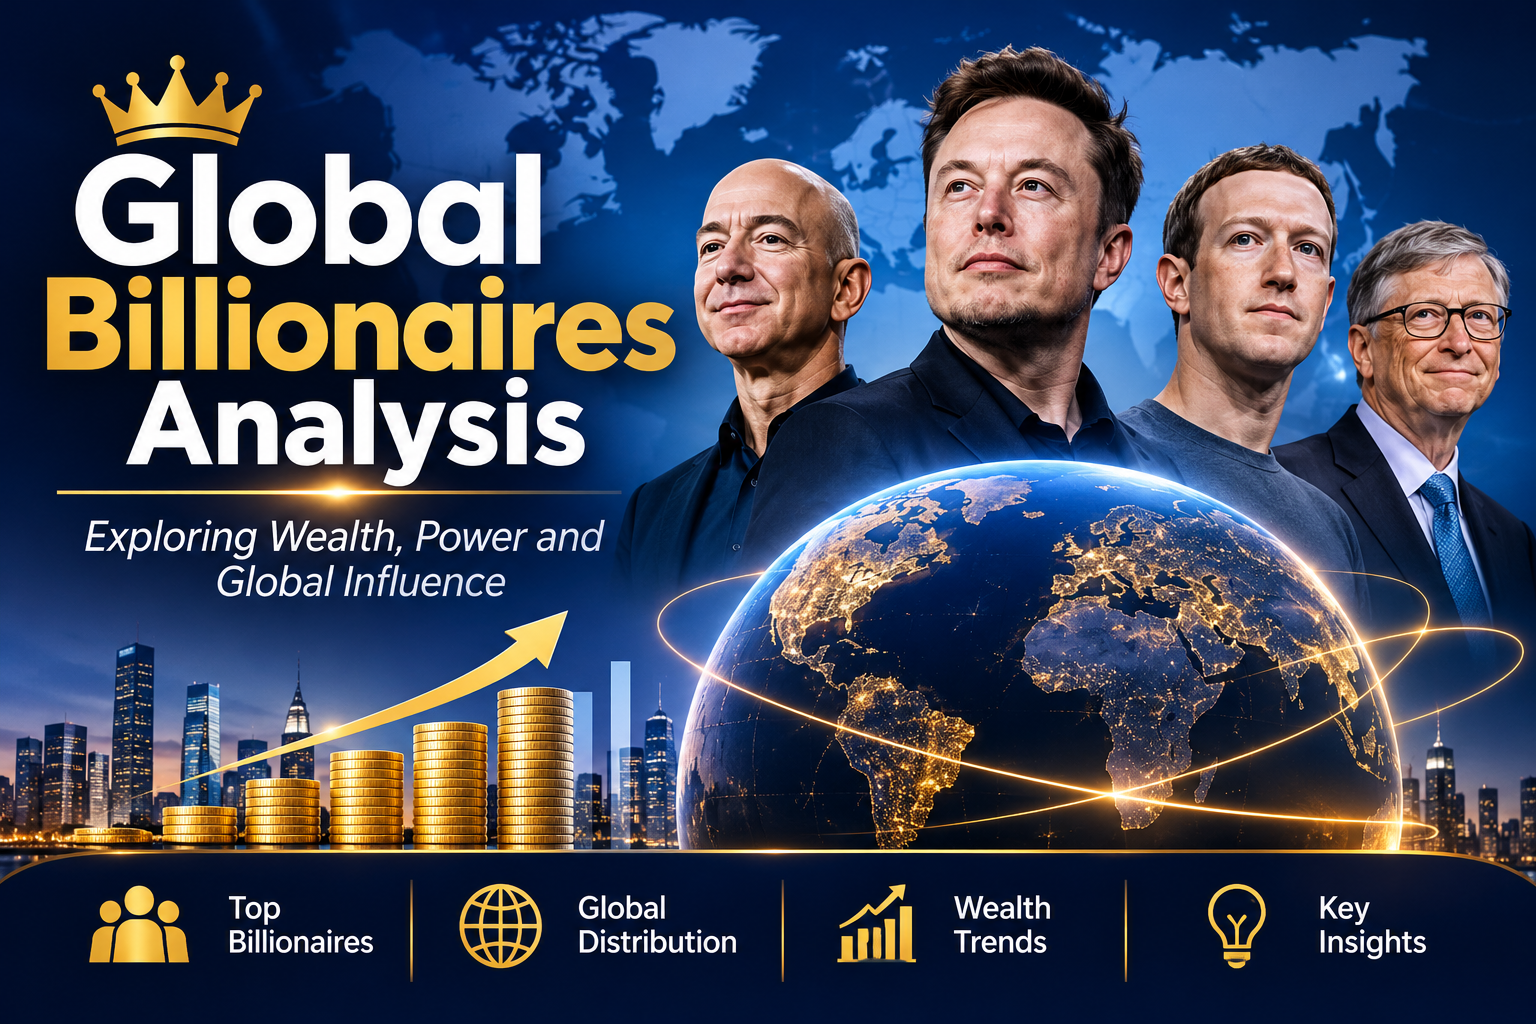 Global
Billionaires
Analysis
Exploring Wealth, Power and
Global Influence
Top
Billionaires
Global
Distribution
Wealth
Trends
Key
Insights